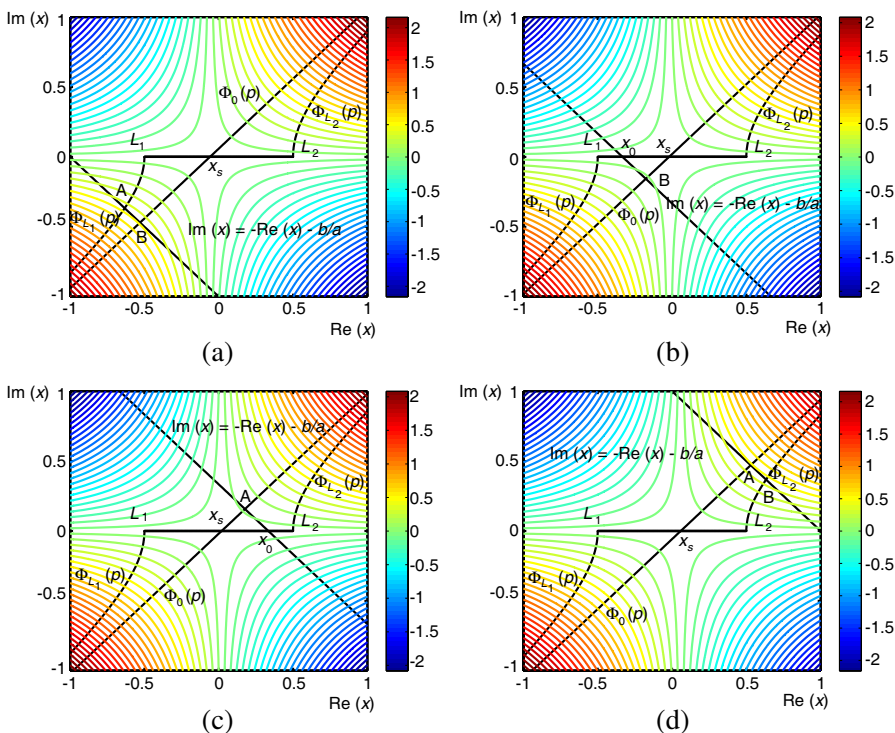 Im (x) 1 2
Φ0(p)
ΦL2(p)
1.5
0.5 1
L1 L2 0.5
0 xs 0
A
-0.5
ΦL1(p) B Im (x) = -Re (x) - b/a
-0.5 -1
-1.5
-1 -2
-1 -0.5 0 0.5 1
Re (x)
(a)
Im (x) 1 2
ΦL2(p)
1.5
0.5 1
L1 x0 xs L2 0.5
0 0
B
-0.5
ΦL1(p) Φ0(p) Im (x) = -Re (x) - b/a
-0.5 -1
-1.5
-1 -2
-1 -0.5 0 0.5 1
Re (x)
(b)
Im (x) 1 2
Im (x) = -Re (x) - b/a
1.5
0.5 1
ΦL2(p)
A
L1 xs L2 0.5
0 x0 0
ΦL1(p) Φ0(p)
-0.5
-0.5 -1
-1.5
-1 -2
-1 -0.5 0 0.5 1
Re (x)
(c)
Im (x) 1 2
Im (x) = -Re (x) - b/a
1.5
0.5 ΦL2(p) 1
A B
L1 L2 0.5
0 xs 0
ΦL1(p) Φ0(p)
-0.5
-0.5 -1
-1.5
-1 -2
-1 -0.5 0 0.5 1
Re (x)
(d)